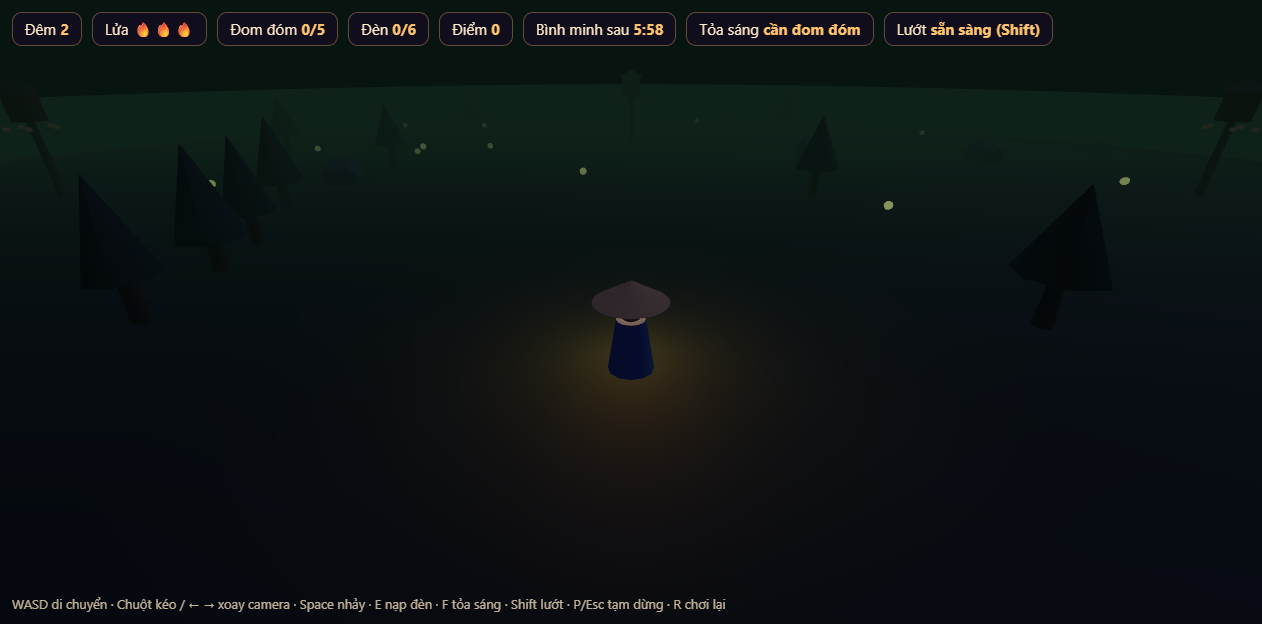 Đêm 2 Lửa 🔥 🔥 🔥 Đom đóm 0/5 Đèn 0/6 Điểm 0 Bình minh sau 5:58 Tỏa sáng cần đom đóm Lướt sẵn sàng (Shift)
WASD di chuyển · Chuột kéo / ← → xoay camera · Space nhảy · E nạp đèn · F tỏa sáng · Shift lướt · P/Esc tạm dừng · R chơi lại